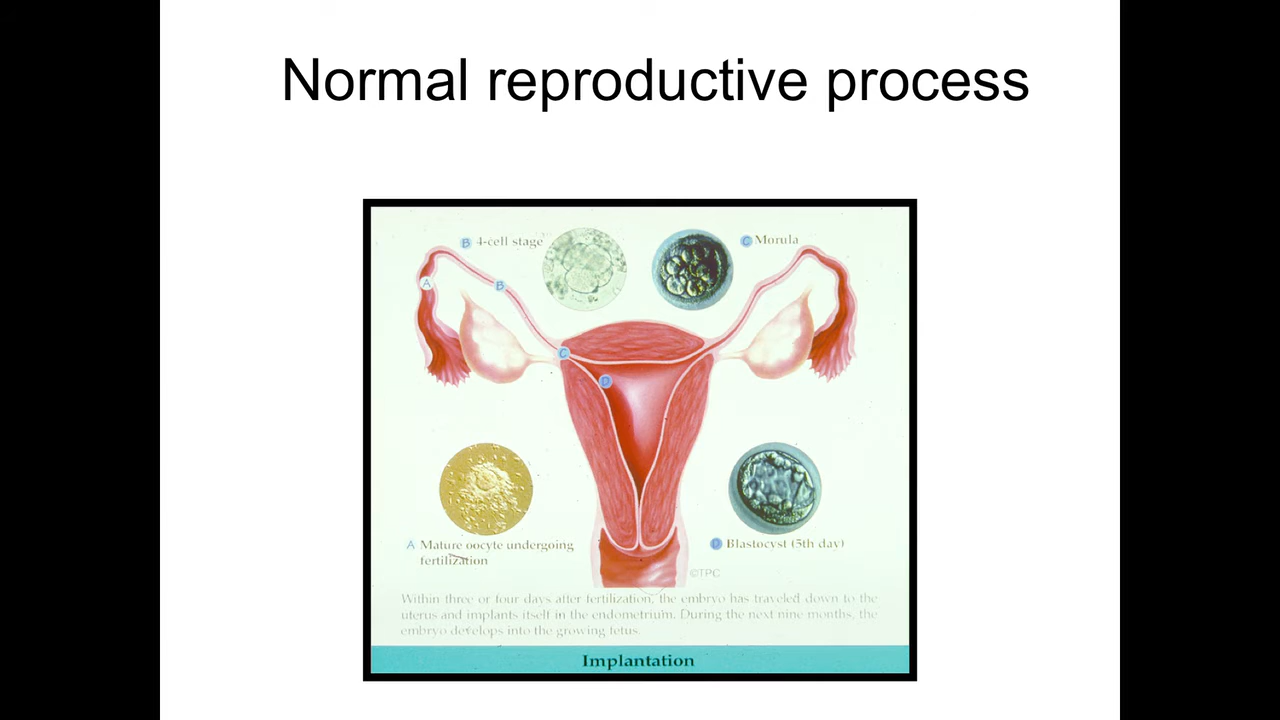 Normal reproductive process
B 4-cell stage
C Morula
A
B
C
D
A Mature oocyte undergoing
fertilization
D Blastocyst (5th day)
©TPC
Within three or four days after fertilization, the embryo has traveled down to the
uterus and implants itself in the endometrium. During the next nine months, the
embryo develops into the growing fetus.
Implantation